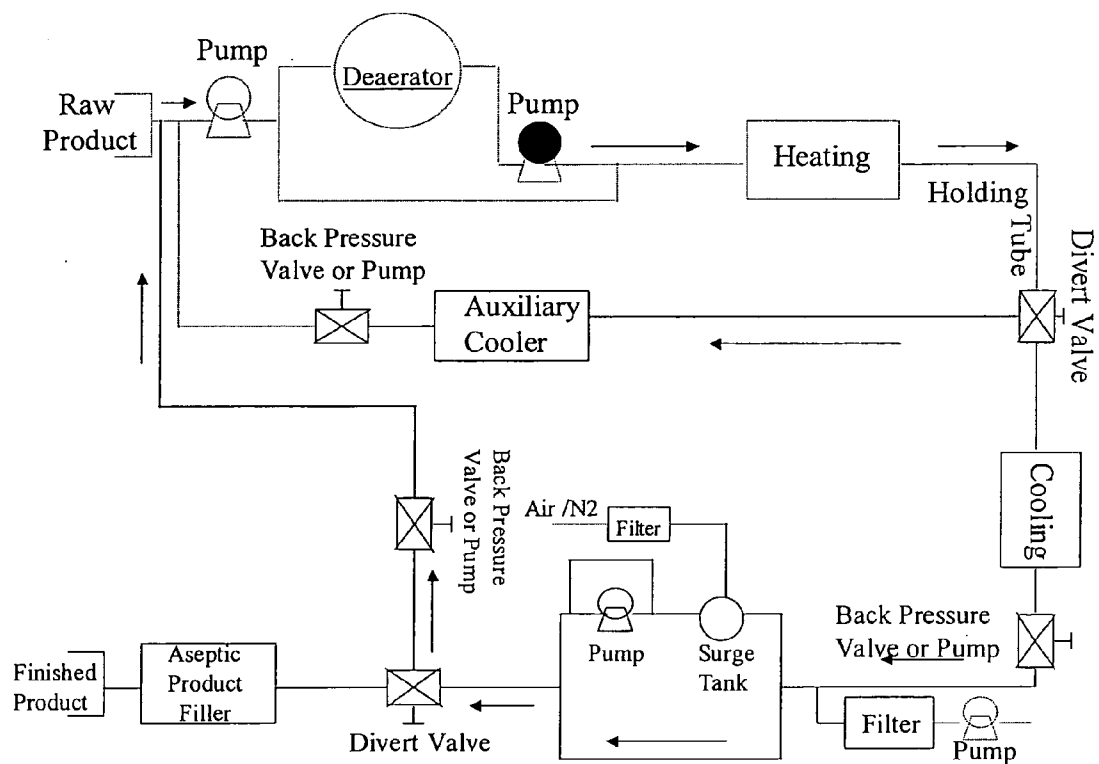 Pump
Deaerator
Raw
Product
Pump
Heating
Holding
Tube
Divert Valve
Back Pressure
Valve or Pump
Auxiliary
Cooler
Cooling
Back Pressure
Valve or Pump
Air /N2
Filter
Pump
Surge
Tank
Back Pressure
Valve or Pump
Finished
Product
Aseptic
Product
Filler
Divert Valve
Filter
Pump